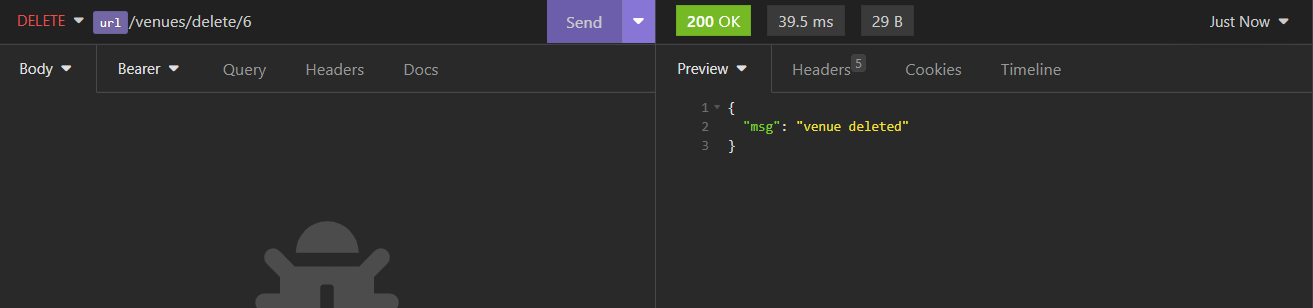 DELETE url/venues/delete/6 Send 200 OK 39.5 ms 29 B Just Now
Body Bearer Query Headers Docs Preview Headers 5 Cookies Timeline
1 {
2 "msg": "venue deleted"
3 }